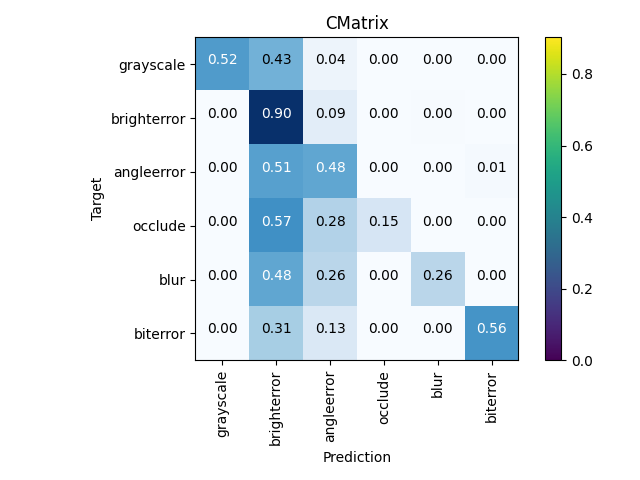 CMatrix
grayscale 0.52 0.43 0.04 0.00 0.00 0.00
brighterror 0.00 0.90 0.09 0.00 0.00 0.00
angleerror 0.00 0.51 0.48 0.00 0.00 0.01
occlude 0.00 0.57 0.28 0.15 0.00 0.00
blur 0.00 0.48 0.26 0.00 0.26 0.00
biterror 0.00 0.31 0.13 0.00 0.00 0.56
Target
grayscale
brighterror
angleerror
occlude
blur
biterror
Prediction
0.8
0.6
0.4
0.2
0.0